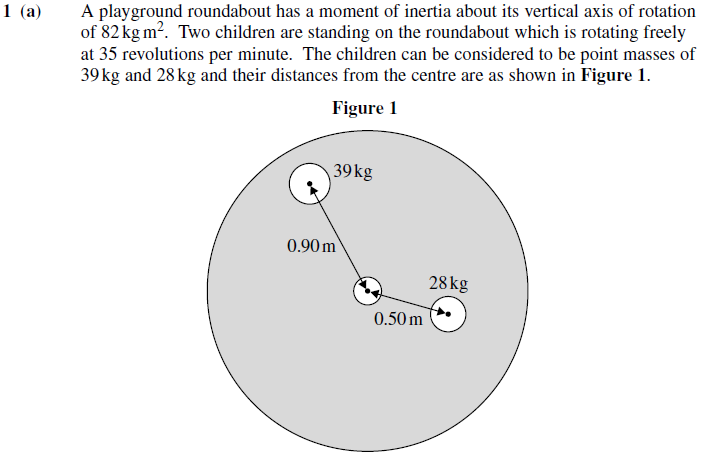 1 (a) A playground roundabout has a moment of inertia about its vertical axis of rotation
of 82 kg m². Two children are standing on the roundabout which is rotating freely
at 35 revolutions per minute. The children can be considered to be point masses of
39 kg and 28 kg and their distances from the centre are as shown in Figure 1.
Figure 1
39 kg
0.90 m
28 kg
0.50 m